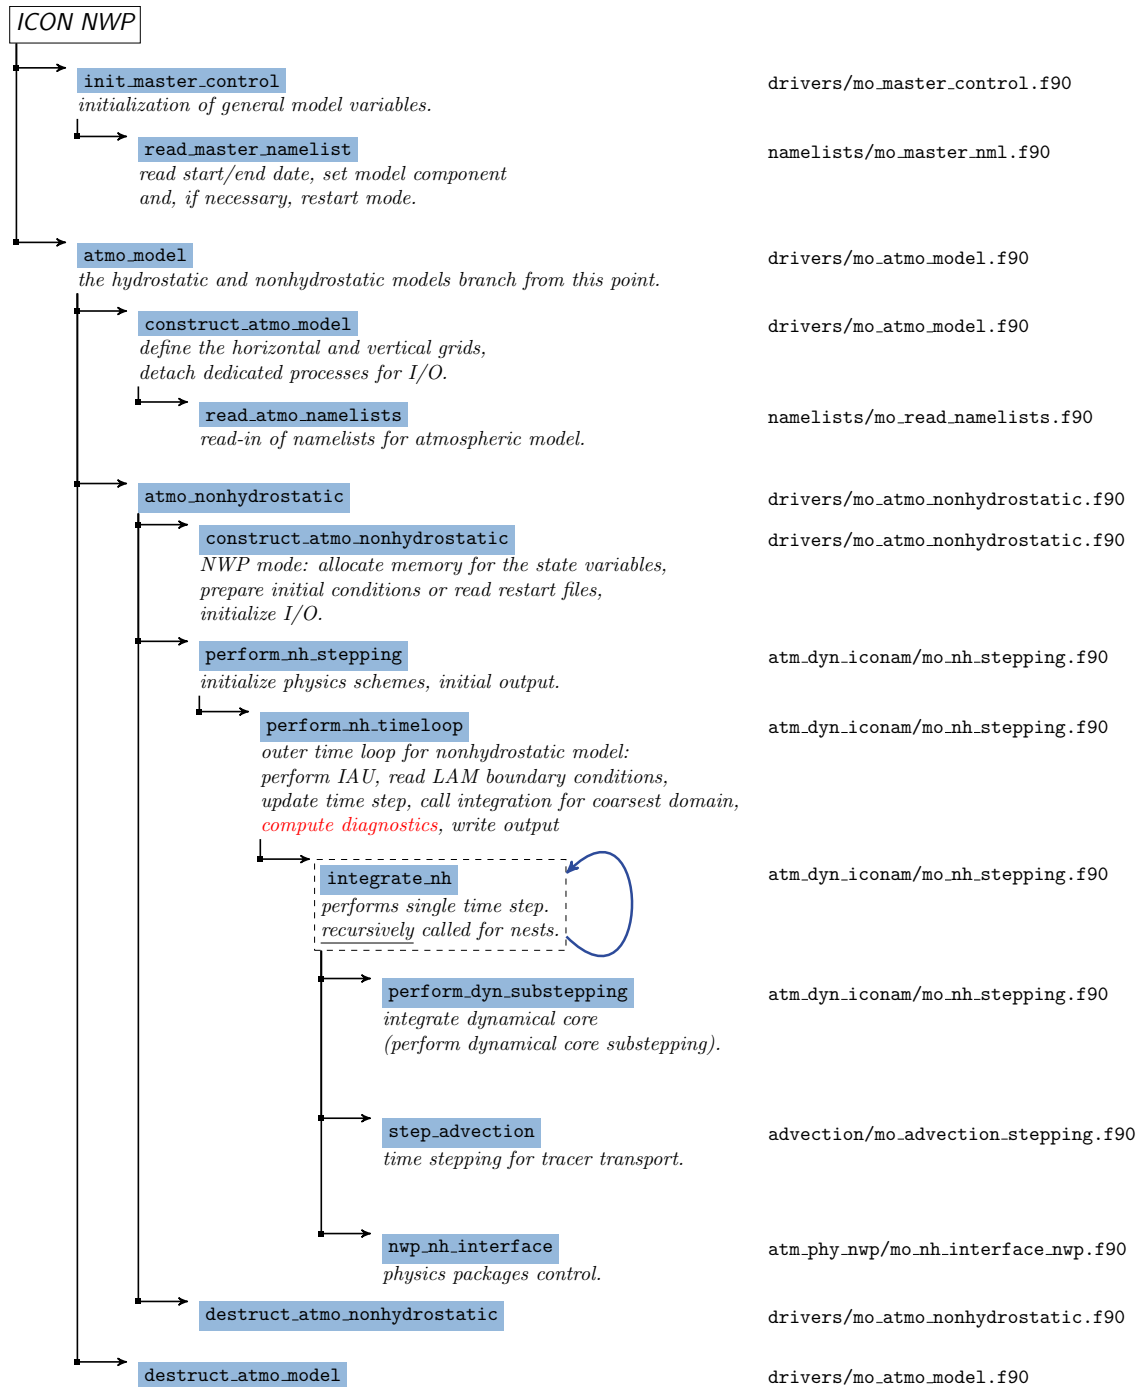 ICON NWP
init_master_control drivers/mo_master_control.f90
initialization of general model variables.
read_master_namelist namelists/mo_master_nml.f90
read start/end date, set model component
and, if necessary, restart mode.
atmo_model drivers/mo_atmo_model.f90
the hydrostatic and nonhydrostatic models branch from this point.
construct_atmo_model drivers/mo_atmo_model.f90
define the horizontal and vertical grids,
detach dedicated processes for I/O.
read_atmo_namelists namelists/mo_read_namelists.f90
read-in of namelists for atmospheric model.
atmo_nonhydrostatic drivers/mo_atmo_nonhydrostatic.f90
construct_atmo_nonhydrostatic drivers/mo_atmo_nonhydrostatic.f90
NWP mode: allocate memory for the state variables,
prepare initial conditions or read restart files,
initialize I/O.
perform_nh_stepping atm_dyn_iconam/mo_nh_stepping.f90
initialize physics schemes, initial output.
perform_nh_timeloop atm_dyn_iconam/mo_nh_stepping.f90
outer time loop for nonhydrostatic model:
perform IAU, read LAM boundary conditions,
update time step, call integration for coarsest domain,
compute diagnostics, write output
integrate_nh atm_dyn_iconam/mo_nh_stepping.f90
performs single time step.
recursively called for nests.
perform_dyn_substepping atm_dyn_iconam/mo_nh_stepping.f90
integrate dynamical core
(perform dynamical core substepping).
step_advection advection/mo_advection_stepping.f90
time stepping for tracer transport.
nwp_nh_interface atm_phy_nwp/mo_nh_interface_nwp.f90
physics packages control.
destruct_atmo_nonhydrostatic drivers/mo_atmo_nonhydrostatic.f90
destruct_atmo_model drivers/mo_atmo_model.f90